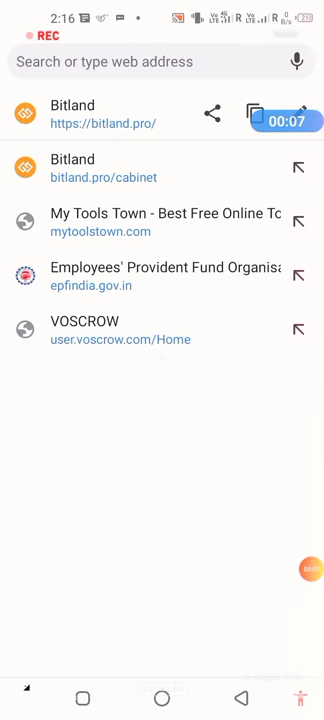 2:16
REC
Search or type web address
Bitland
https://bitland.pro/
00:07
Bitland
bitland.pro/cabinet
My Tools Town - Best Free Online To
mytoolstown.com
Employees' Provident Fund Organisa
epfindia.gov.in
VOSCROW
user.voscrow.com/Home